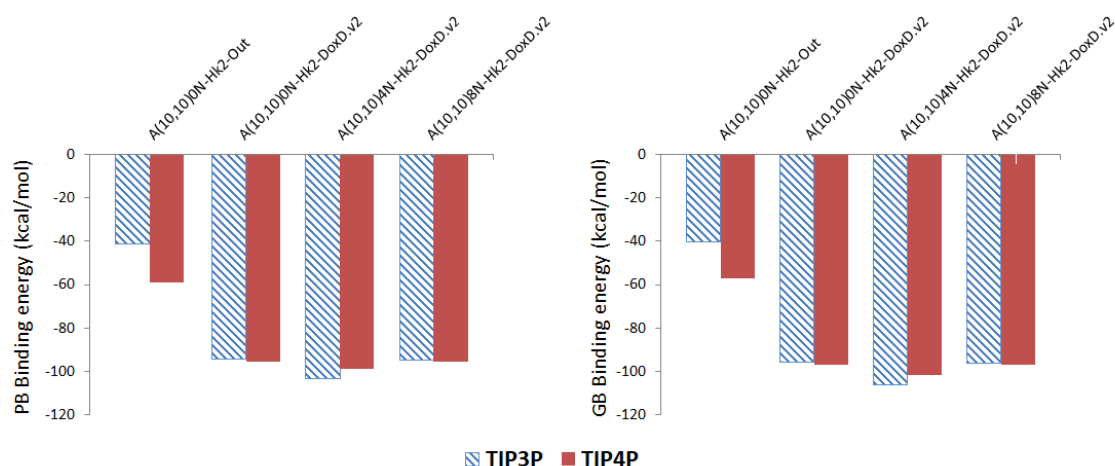 A(10,10)0N-Hk2-Out
A(10,10)0N-Hk2-DoxD.v2
A(10,10)4N-Hk2-DoxD.v2
A(10,10)8N-Hk2-DoxD.v2
PB Binding energy (kcal/mol)
0
-20
-40
-60
-80
-100
-120
A(10,10)0N-Hk2-Out
A(10,10)0N-Hk2-DoxD.v2
A(10,10)4N-Hk2-DoxD.v2
A(10,10)8N-Hk2-DoxD.v2
GB Binding energy (kcal/mol)
0
-20
-40
-60
-80
-100
-120
TIP3P TIP4P